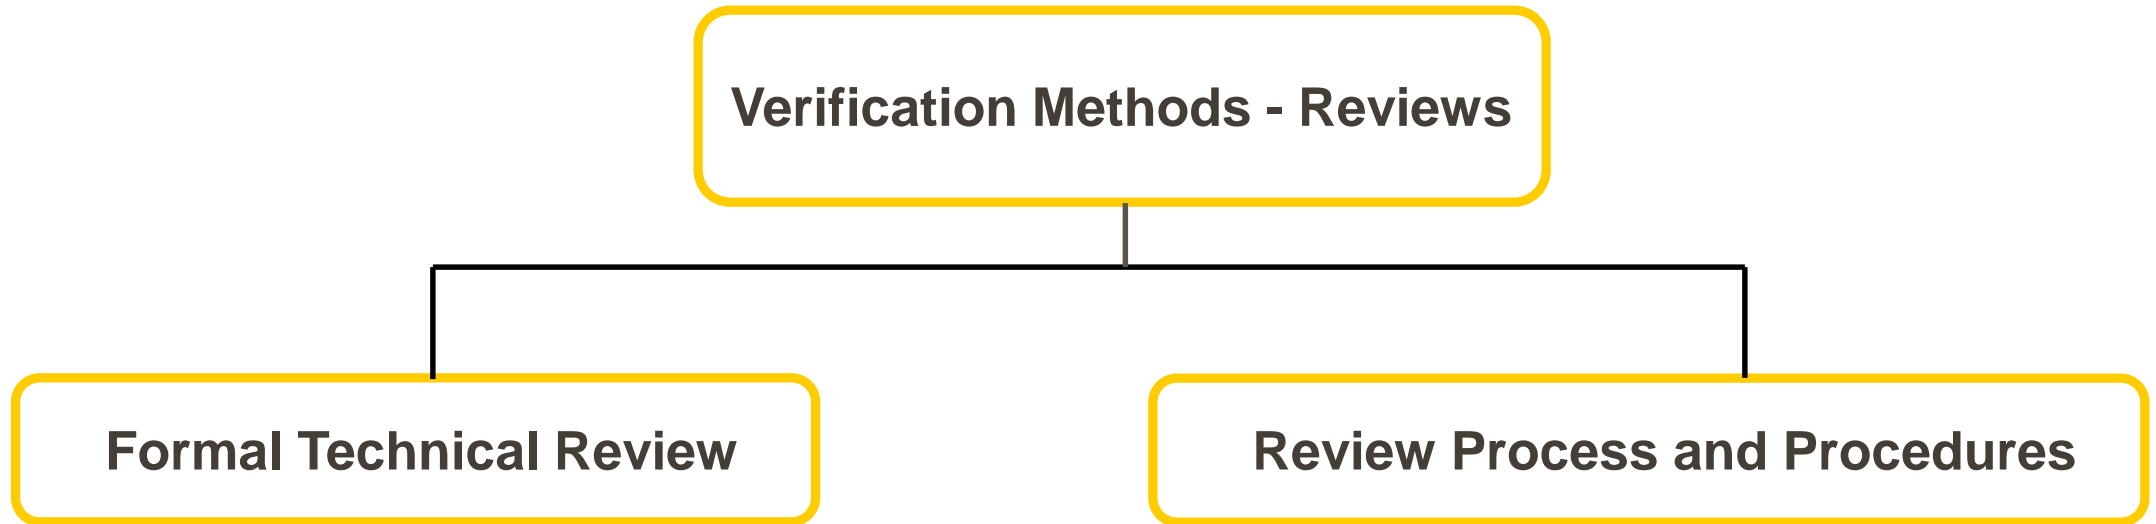 Verification Methods - Reviews
Formal Technical Review
Review Process and Procedures